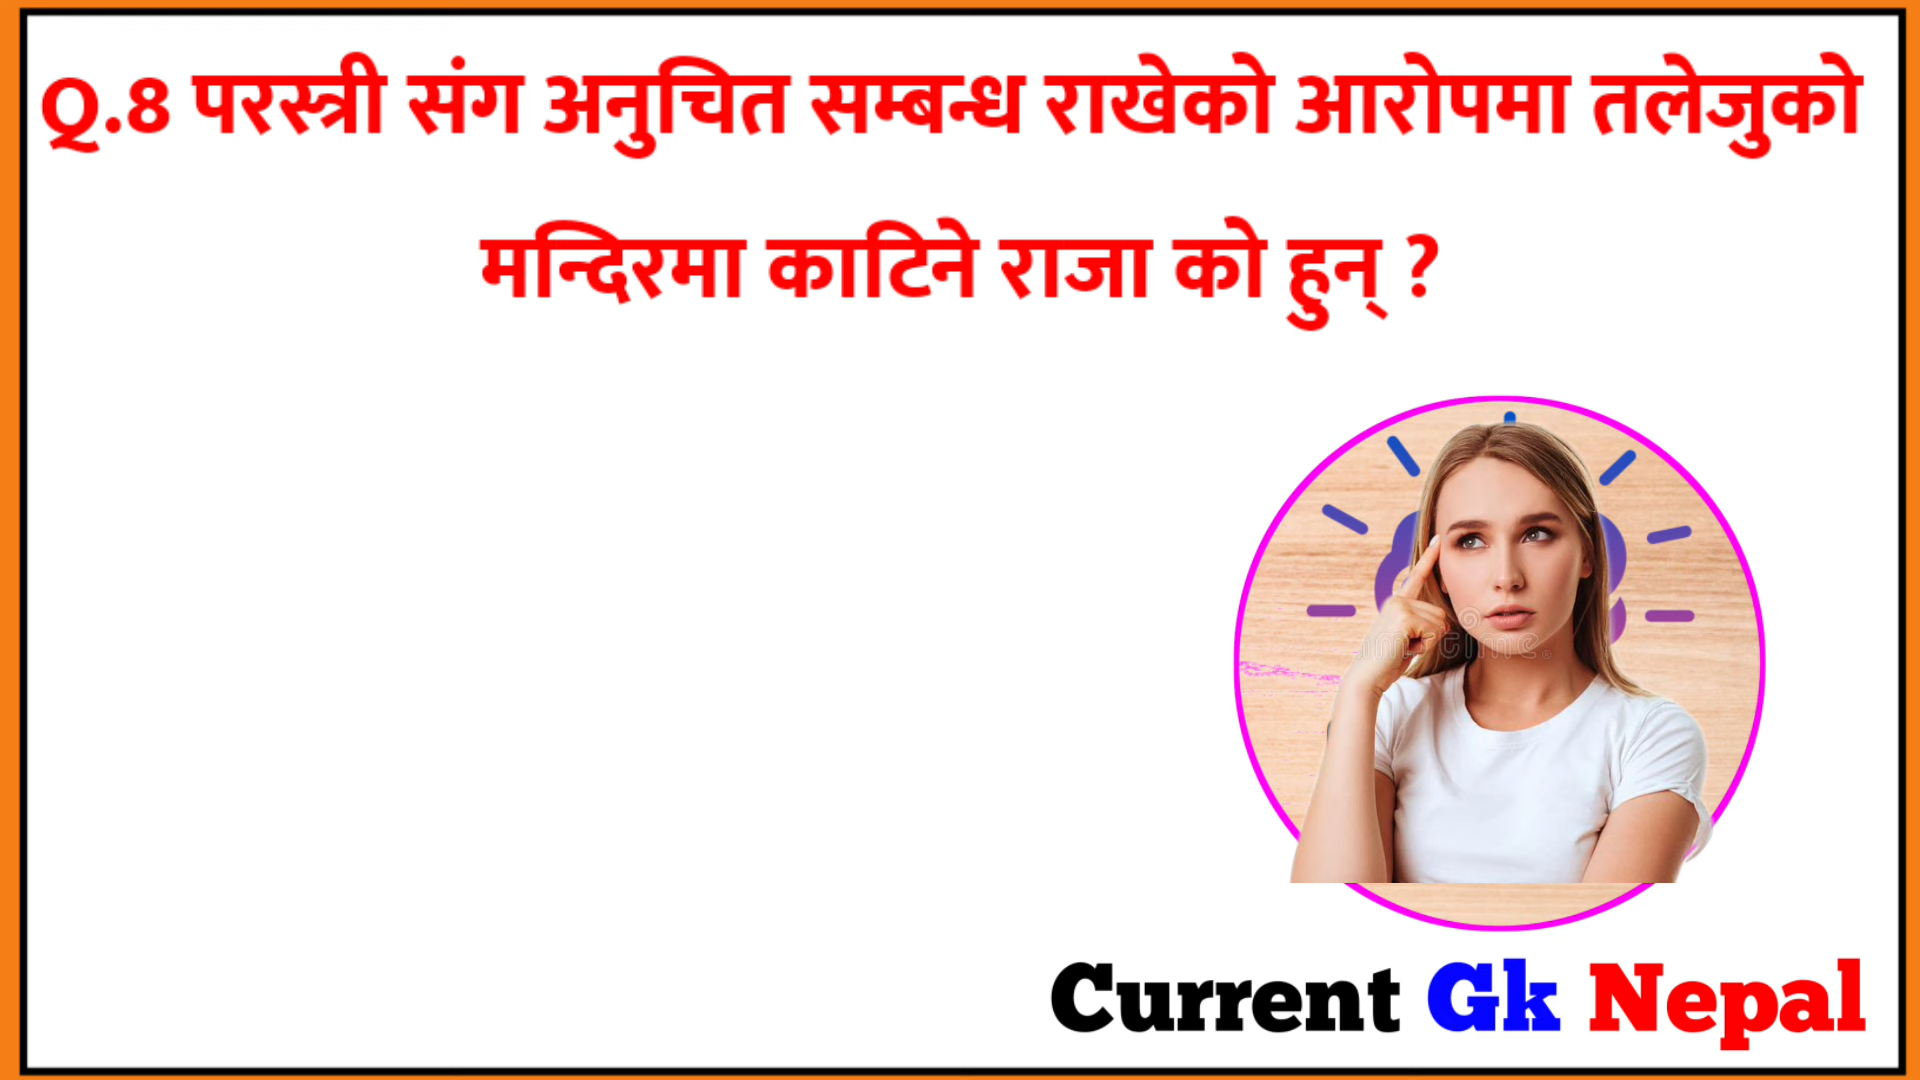 Q.8 परस्त्री संग अनुचित सम्बन्ध राखेको आरोपमा तलेजुको
मन्दिरमा काटिने राजा को हुन् ?
Current Gk Nepal